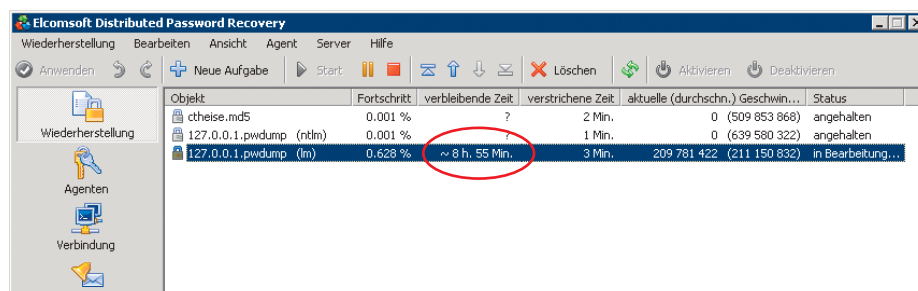 Elcomsoft Distributed Password Recovery
Wiederherstellung Bearbeiten Ansicht Agent Server Hilfe
Anwenden Neue Aufgabe Start Löschen Aktivieren Deaktivieren
Objekt Fortschritt verbleibende Zeit verstrichene Zeit aktuelle (durchschn.) Geschwin... Status
ctheise.md5 0.001 % ? 2 Min. 0 (509 853 868) angehalten
127.0.0.1.pwdump (ntlm) 0.001 % ? 1 Min. 0 (639 580 322) angehalten
127.0.0.1.pwdump (lm) 0.628 % ~ 8 h. 55 Min. 3 Min. 209 781 422 (211 150 832) in Bearbeitung...
Wiederherstellung
Agenten
Verbindung